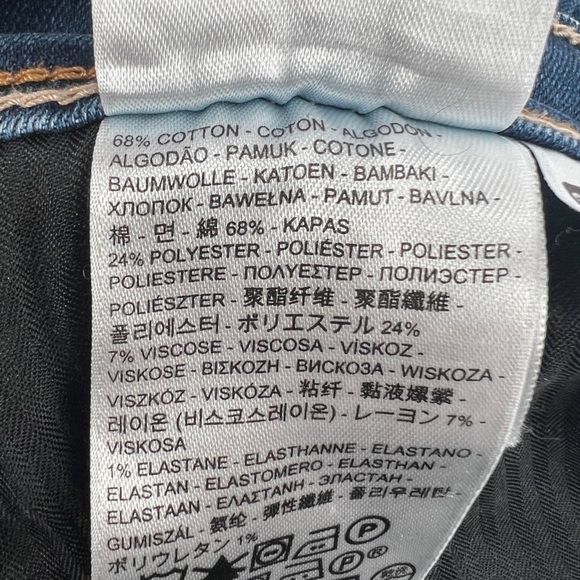 68% COTTON - COTON - ALGODÓN -
ALGODÃO - PAMUK - COTONE -
BAUMWOLLE - KATOEN - BAMBAKI -
ХЛОПОК - BAWEŁNA - PAMUT - BAVLNA -
棉 - 면 - 綿 68% - KAPAS
24% POLYESTER - POLIÉSTER - POLIESTER -
POLIESTERE - ΠΟΛΥΕΣΤΕΡ - ПОЛИЭСТЕР -
POLIÉSZTER - 聚酯纤维 - 聚酯纖維 -
폴리에스터 - ポリエステル 24%
7% VISCOSE - VISCOSA - VİSKOZ -
VISKOSE - ΒΙΣΚΟΖΗ - ВИСКОЗА - WISKOZA -
VISZKÓZ - VISKÓZA - 粘纤 - 黏液嫘縈 -
레이온 (비스코스레이온) - レーヨン 7% -
VISKOSA
1% ELASTANE - ELASTHANNE - ELASTANO -
ELASTAN - ELASTOMERO - ELASTHAN -
ELASTAAN - ΕΛΑΣΤΑΝΗ - ЭЛАСТАН -
GUMISZÁL - 氨纶 - 彈性纖維 - 폴리우레탄 -
ポリウレタン 1%